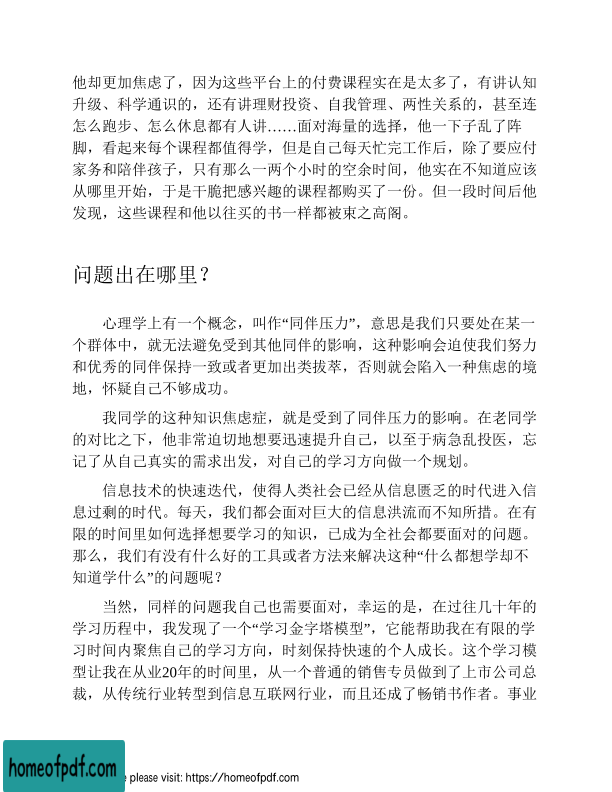 他却更加焦虑了，因为这些平台上的付费课程实在是太多了，有讲认知
升级、科学通识的，还有讲理财投资、自我管理、两性关系的，甚至连
怎么跑步、怎么休息都有人讲……面对海量的选择，他一下子乱了阵
脚，看起来每个课程都值得学，但是自己每天忙完工作后，除了要应付
家务和陪伴孩子，只有那么一两个小时的空余时间，他实在不知道应该
从哪里开始，于是干脆把感兴趣的课程都购买了一份。但一段时间后他
发现，这些课程和他以往买的书一样都被束之高阁。
问题出在哪里？
心理学上有一个概念，叫作“同伴压力”，意思是我们只要处在某一
个群体中，就无法避免受到其他同伴的影响，这种影响会迫使我们努力
和优秀的同伴保持一致或者更加出类拔萃，否则就会陷入一种焦虑的境
地，怀疑自己不够成功。
我同学的这种知识焦虑症，就是受到了同伴压力的影响。在老同学
的对比之下，他非常迫切地想要迅速提升自己，以至于病急乱投医，忘
记了从自己真实的需求出发，对自己的学习方向做一个规划。
信息技术的快速迭代，使得人类社会已经从信息匮乏的时代进入信
息过剩的时代。每天，我们都会面对巨大的信息洪流而不知所措。在有
限的时间里如何选择想要学习的知识，已成为全社会都要面对的问题。
那么，我们有没有什么好的工具或者方法来解决这种“什么都想学却不
知道学什么”的问题呢？
当然，同样的问题我自己也需要面对，幸运的是，在过往几十年的
学习历程中，我发现了一个“学习金字塔模型”，它能帮助我在有限的学
习时间内聚焦自己的学习方向，时刻保持快速的个人成长。这个学习模
型让我在从业20年的时间里，从一个普通的销售专员做到了上市公司总
裁，从传统行业转型到信息互联网行业，而且还成了畅销书作者。事业
homeofpdf.com
e please visit: https://homeofpdf.com